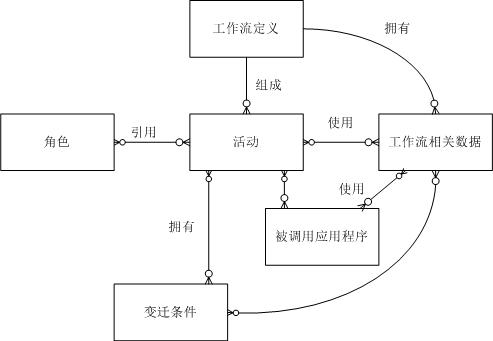 工作流定义
拥有
组成
角色
引用
活动
使用
工作流相关数据
使用
拥有
被调用应用程序
变迁条件